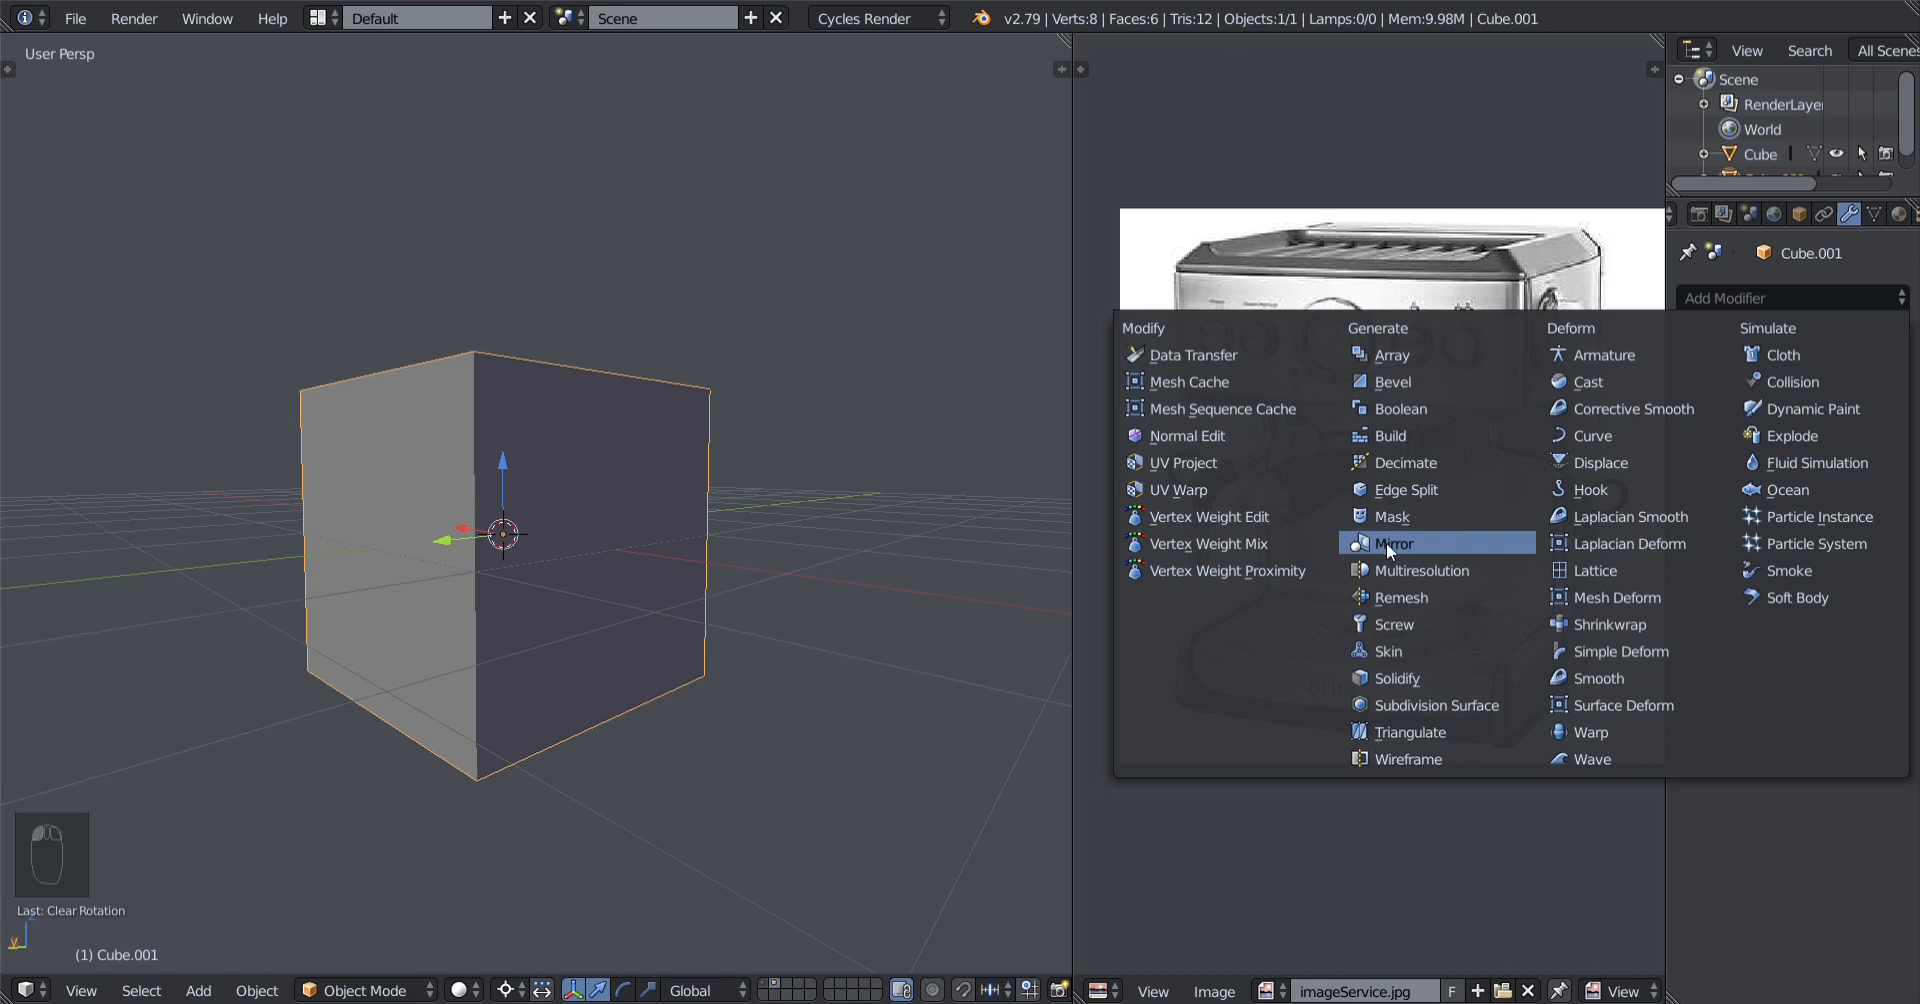 File Render Window Help Default Scene Cycles Render v2.79 | Verts:8 | Faces:6 | Tris:12 | Objects:1/1 | Lamps:0/0 | Mem:9.98M | Cube.001
User Persp
View Search All Scenes
Scene
RenderLayer
World
Cube
Cube.001
Add Modifier
Modify
Data Transfer
Mesh Cache
Mesh Sequence Cache
Normal Edit
UV Project
UV Warp
Vertex Weight Edit
Vertex Weight Mix
Vertex Weight Proximity
Generate
Array
Bevel
Boolean
Build
Decimate
Edge Split
Mask
Mirror
Multiresolution
Remesh
Screw
Skin
Solidify
Subdivision Surface
Triangulate
Wireframe
Deform
Armature
Cast
Corrective Smooth
Curve
Displace
Hook
Laplacian Smooth
Laplacian Deform
Lattice
Mesh Deform
Shrinkwrap
Simple Deform
Smooth
Surface Deform
Warp
Wave
Simulate
Cloth
Collision
Dynamic Paint
Explode
Fluid Simulation
Ocean
Particle Instance
Particle System
Smoke
Soft Body
Last: Clear Rotation
z
y
(1) Cube.001
View Select Add Object Object Mode Global
View Image imageService.jpg F View